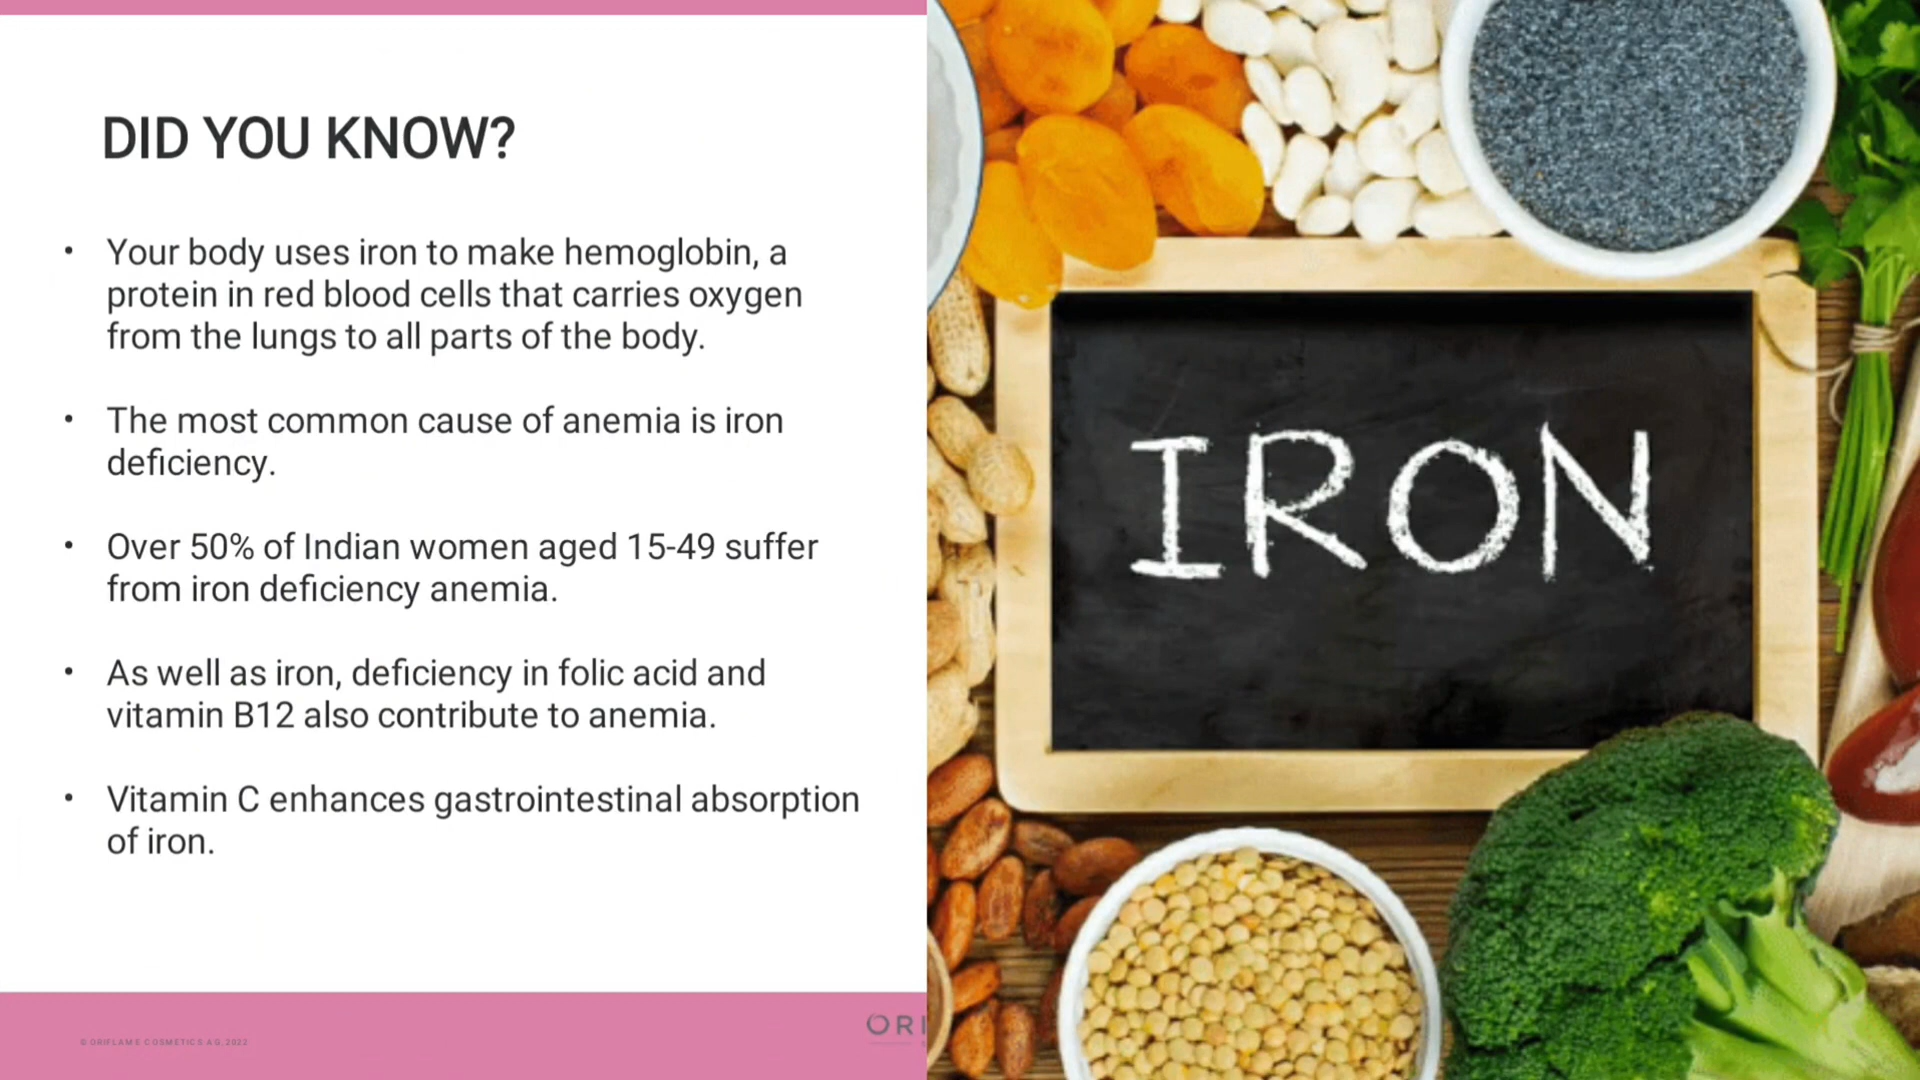 DID YOU KNOW?
• Your body uses iron to make hemoglobin, a
protein in red blood cells that carries oxygen
from the lungs to all parts of the body.
• The most common cause of anemia is iron
deficiency.
• Over 50% of Indian women aged 15-49 suffer
from iron deficiency anemia.
• As well as iron, deficiency in folic acid and
vitamin B12 also contribute to anemia.
• Vitamin C enhances gastrointestinal absorption
of iron.
IRON
© ORIFLAME COSMETICS AG, 2022
ORI